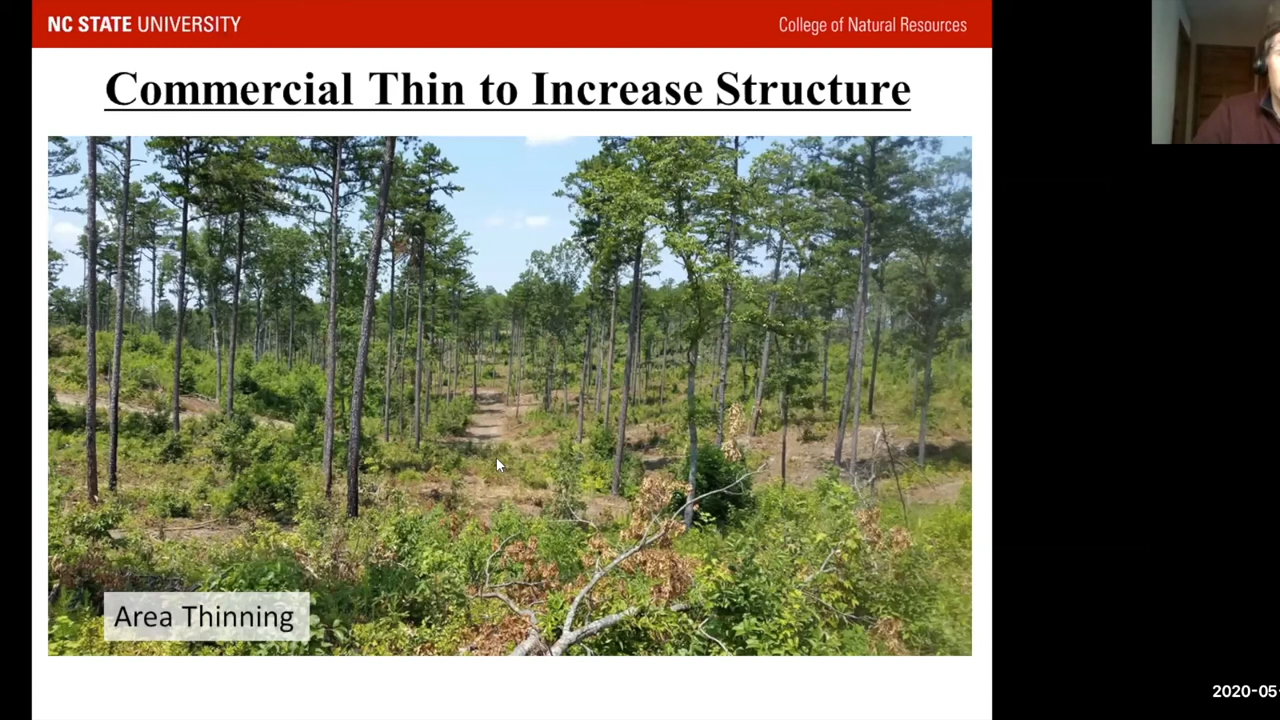 NC STATE UNIVERSITY
College of Natural Resources
Commercial Thin to Increase Structure
Area Thinning
2020-05-